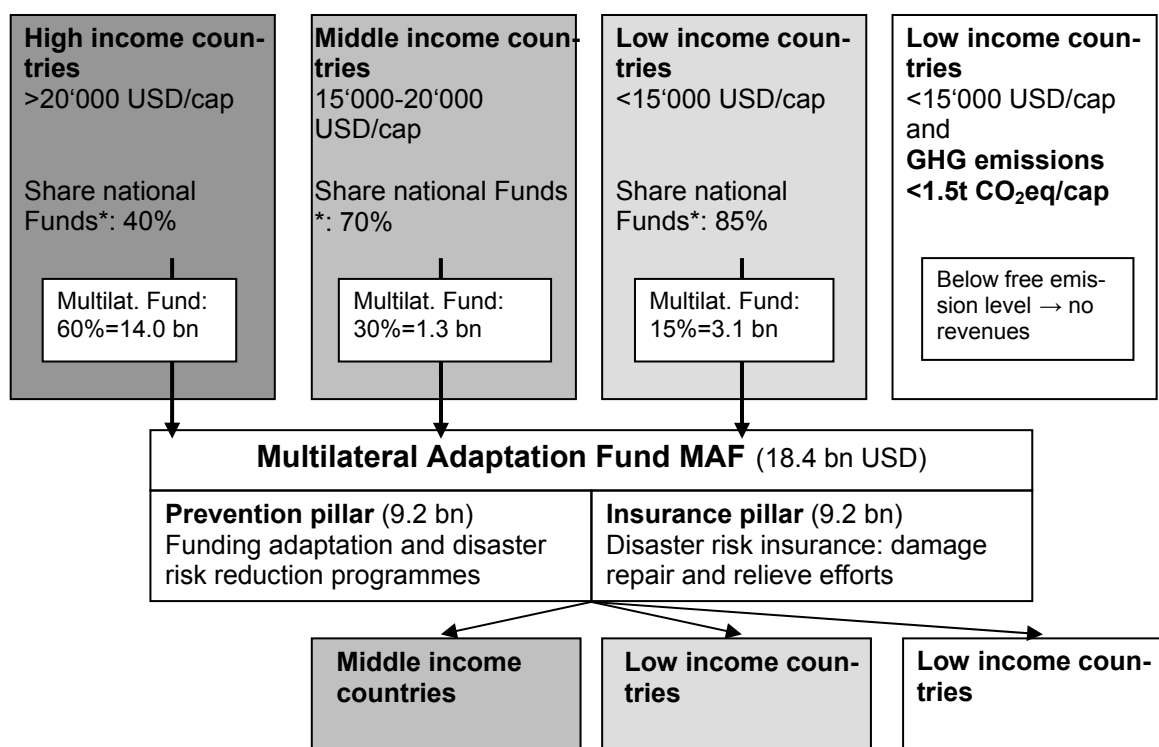 High income coun-
tries
>20‘000 USD/cap
Share national
Funds*: 40%
Multilat. Fund:
60%=14.0 bn
Middle income coun-
tries
15‘000-20‘000
USD/cap
Share national Funds
*: 70%
Multilat. Fund:
30%=1.3 bn
Low income coun-
tries
<15‘000 USD/cap
Share national
Funds*: 85%
Multilat. Fund:
15%=3.1 bn
Low income coun-
tries
<15‘000 USD/cap
and
GHG emissions
<1.5t CO₂eq/cap
Below free emis-
sion level → no
revenues
Multilateral Adaptation Fund MAF (18.4 bn USD)
Prevention pillar (9.2 bn)
Funding adaptation and disaster
risk reduction programmes
Insurance pillar (9.2 bn)
Disaster risk insurance: damage
repair and relieve efforts
Middle income
countries
Low income coun-
tries
Low income coun-
tries